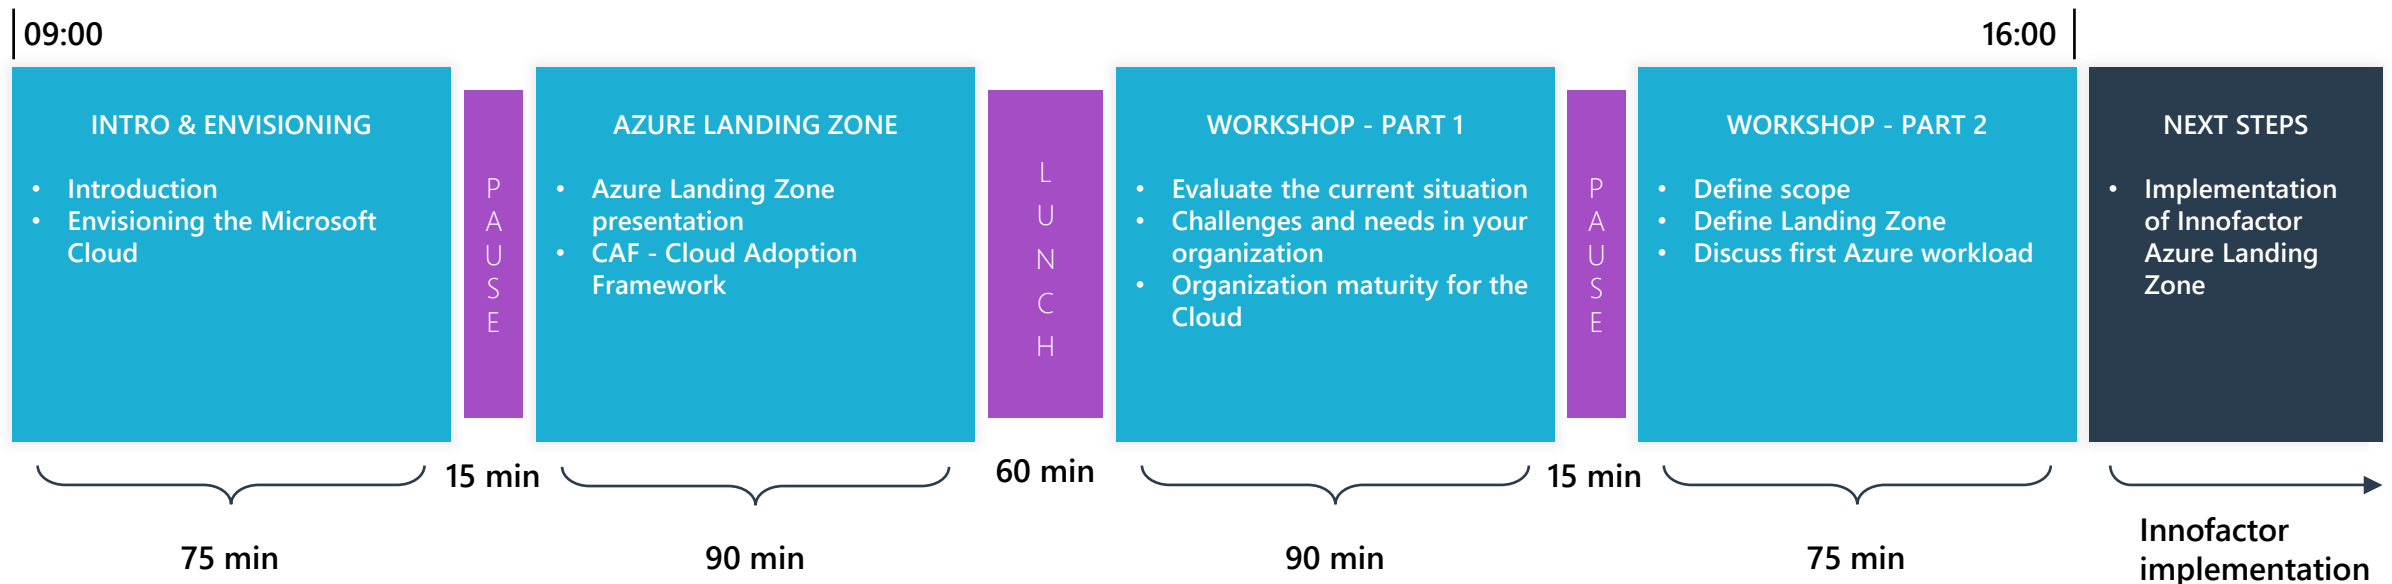 09:00
16:00
INTRO & ENVISIONING
• Introduction
• Envisioning the Microsoft
Cloud
PAUSE
AZURE LANDING ZONE
• Azure Landing Zone
presentation
• CAF - Cloud Adoption
Framework
LUNCH
WORKSHOP - PART 1
• Evaluate the current situation
• Challenges and needs in your
organization
• Organization maturity for the
Cloud
PAUSE
WORKSHOP - PART 2
• Define scope
• Define Landing Zone
• Discuss first Azure workload
NEXT STEPS
• Implementation
of Innofactor
Azure Landing
Zone
75 min
15 min
90 min
60 min
90 min
15 min
75 min
Innofactor
implementation